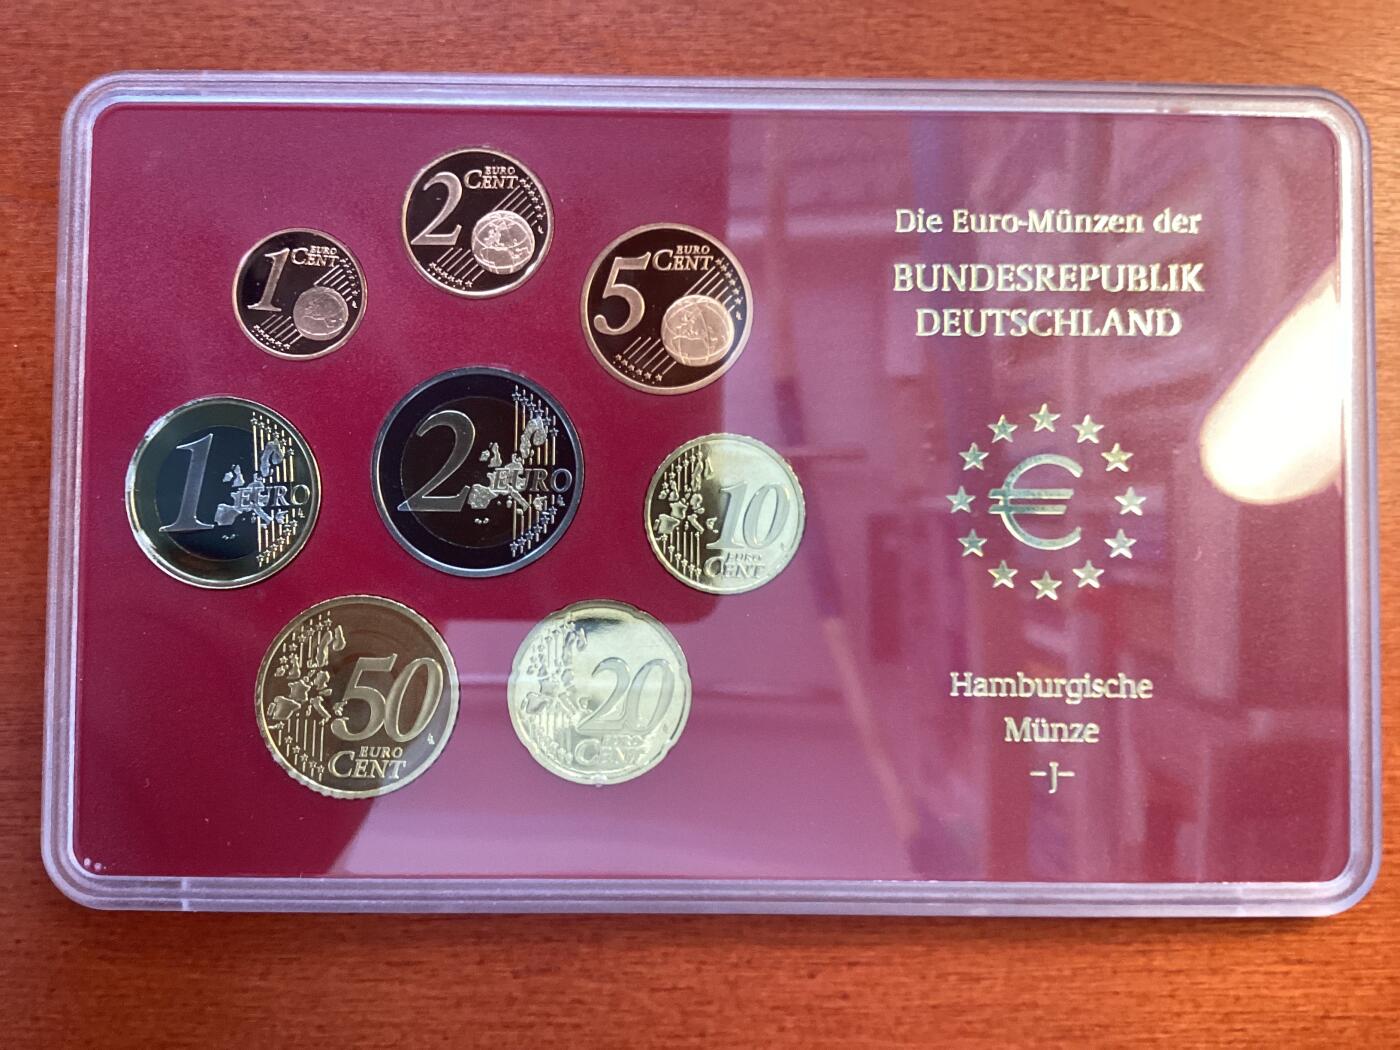 2 EURO CENT
1 EURO CENT
5 EURO CENT
1 EURO
2 EURO
10 EURO CENT
50 EURO CENT
20 EURO CENT
Die Euro-Münzen der
BUNDESREPUBLIK
DEUTSCHLAND
€
Hamburgische
Münze
-J-